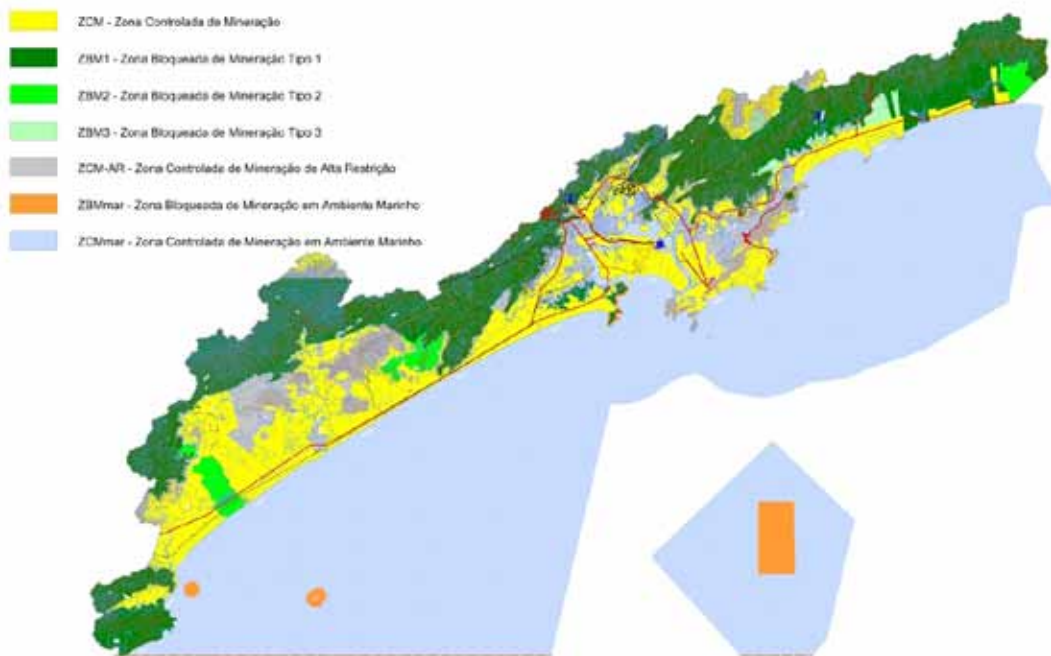 ZCM - Zona Controlada de Mineração
ZBM1 - Zona Bloqueada de Mineração Tipo 1
ZBM2 - Zona Bloqueada de Mineração Tipo 2
ZBM3 - Zona Bloqueada de Mineração Tipo 3
ZCM-AR - Zona Controlada de Mineração de Alta Restrição
ZBMmar - Zona Bloqueada de Mineração em Ambiente Marinho
ZCMmar - Zona Controlada de Mineração em Ambiente Marinho